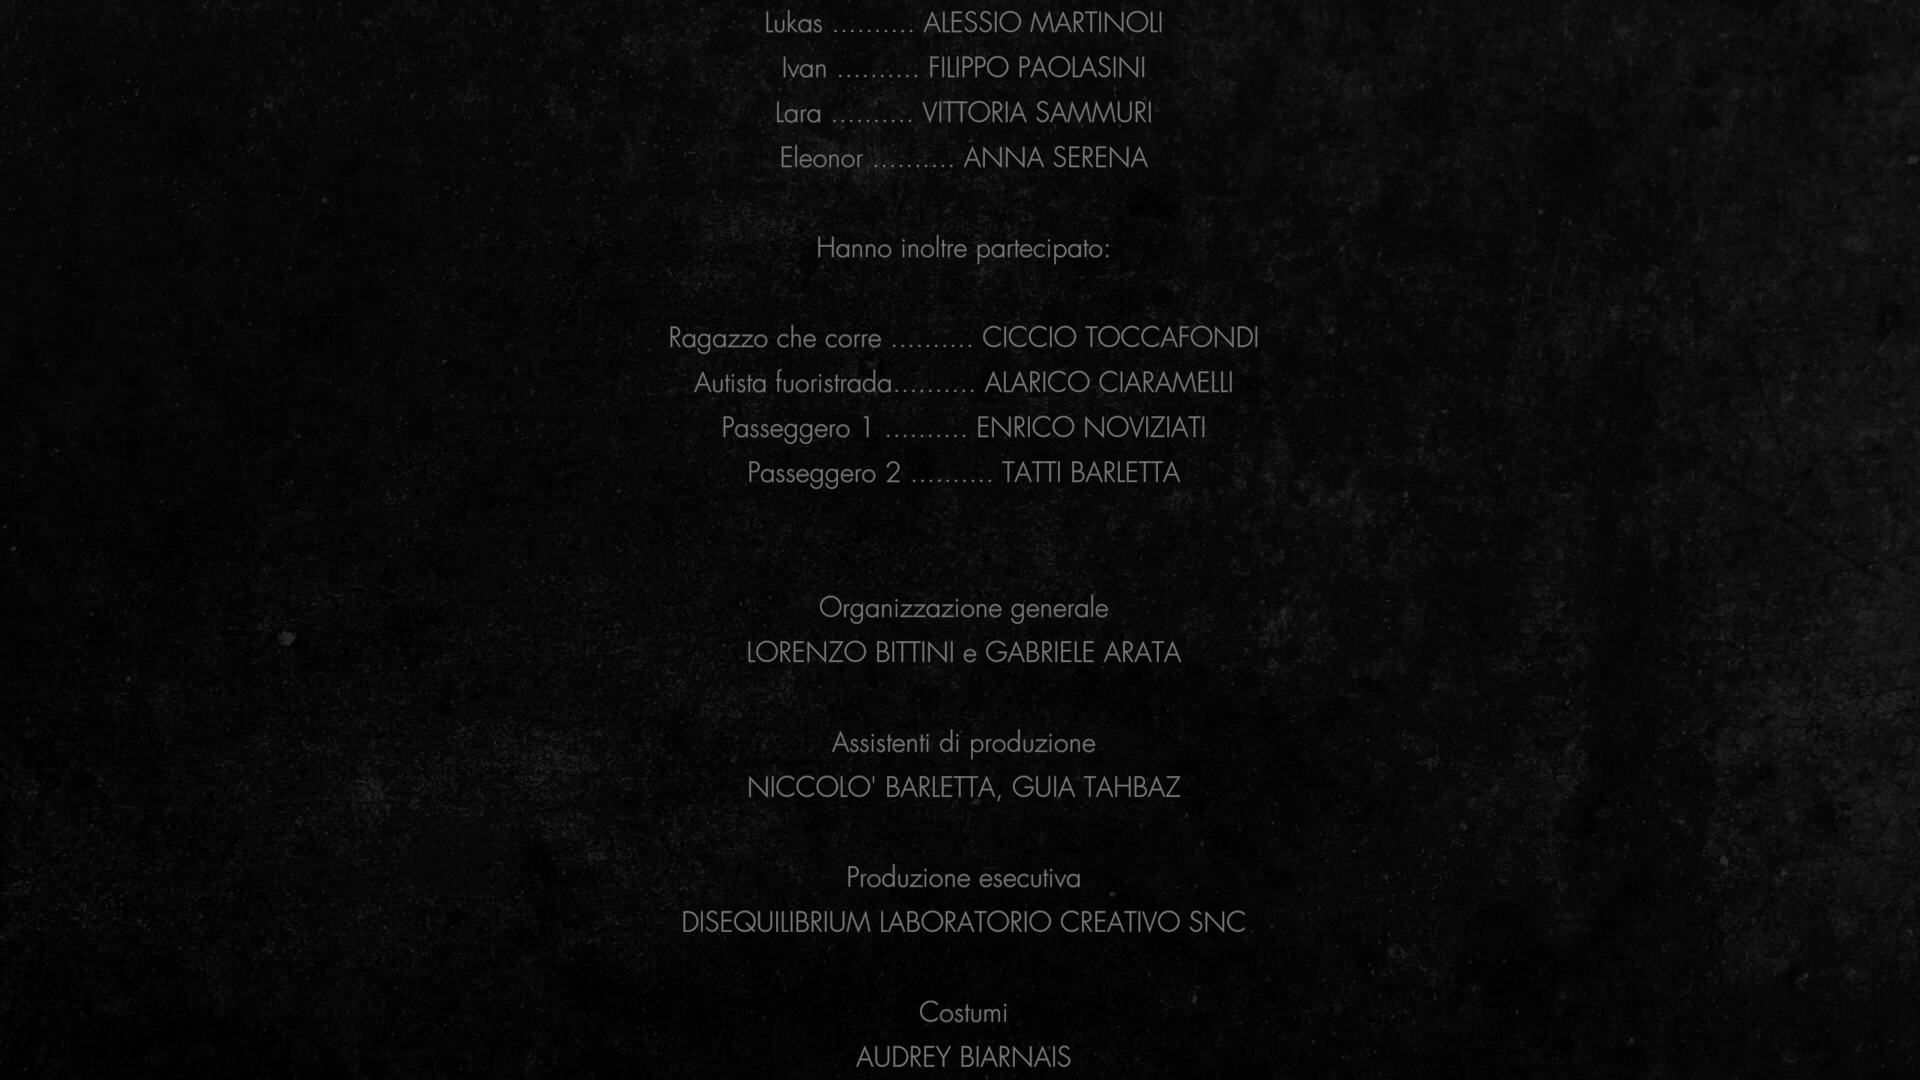 Lukas .......... ALESSIO MARTINOLI
Ivan .......... FILIPPO PAOLASINI
Lara .......... VITTORIA SAMMURI
Eleonor .......... ANNA SERENA
Hanno inoltre partecipato:
Ragazzo che corre .......... CICCIO TOCCAFONDI
Autista fuoristrada.......... ALARICO CIARAMELLI
Passeggero 1 .......... ENRICO NOVIZIATI
Passeggero 2 .......... TATTI BARLETTA
Organizzazione generale
LORENZO BITTINI e GABRIELE ARATA
Assistenti di produzione
NICCOLO' BARLETTA, GUIA TAHBAZ
Produzione esecutiva
DISEQUILIBRIUM LABORATORIO CREATIVO SNC
Costumi
AUDREY BIARNAIS